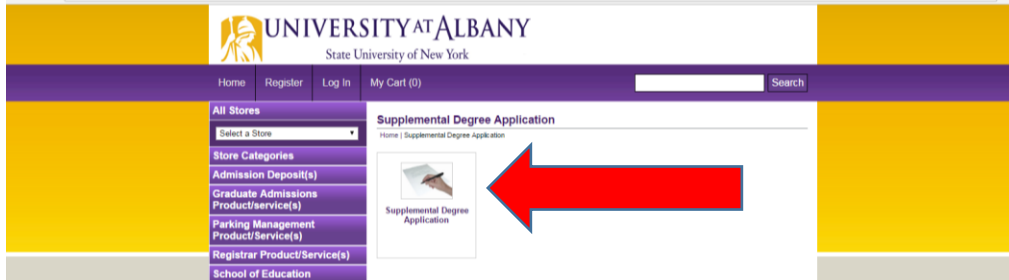 UNIVERSITY AT ALBANY
State University of New York
Home Register Log In My Cart (0) Search
All Stores
Select a Store
Store Categories
Admission Deposit(s)
Graduate Admissions
Product/service(s)
Parking Management
Product/Service(s)
Registrar Product/Service(s)
School of Education
Supplemental Degree Application
Home | Supplemental Degree Application
Supplemental Degree
Application